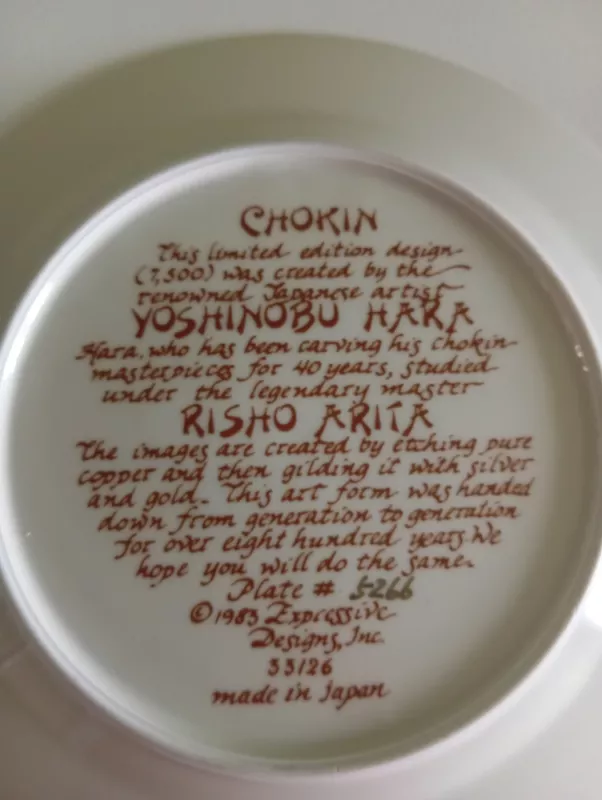 CHOKIN
This limited edition design
(7,500) was created by the
renowned Japanese artist
YOSHINOBU HARA
Hara, who has been carving his chokin
masterpieces for 40 years, studied
under the legendary master
RISHO ARITA
The images are created by etching pure
copper and then gilding it with silver
and gold. This art form was handed
down from generation to generation
for over eight hundred years. We
hope you will do the same.
Plate # 5266
©1983 Expressive
Designs, Inc.
33126
made in Japan